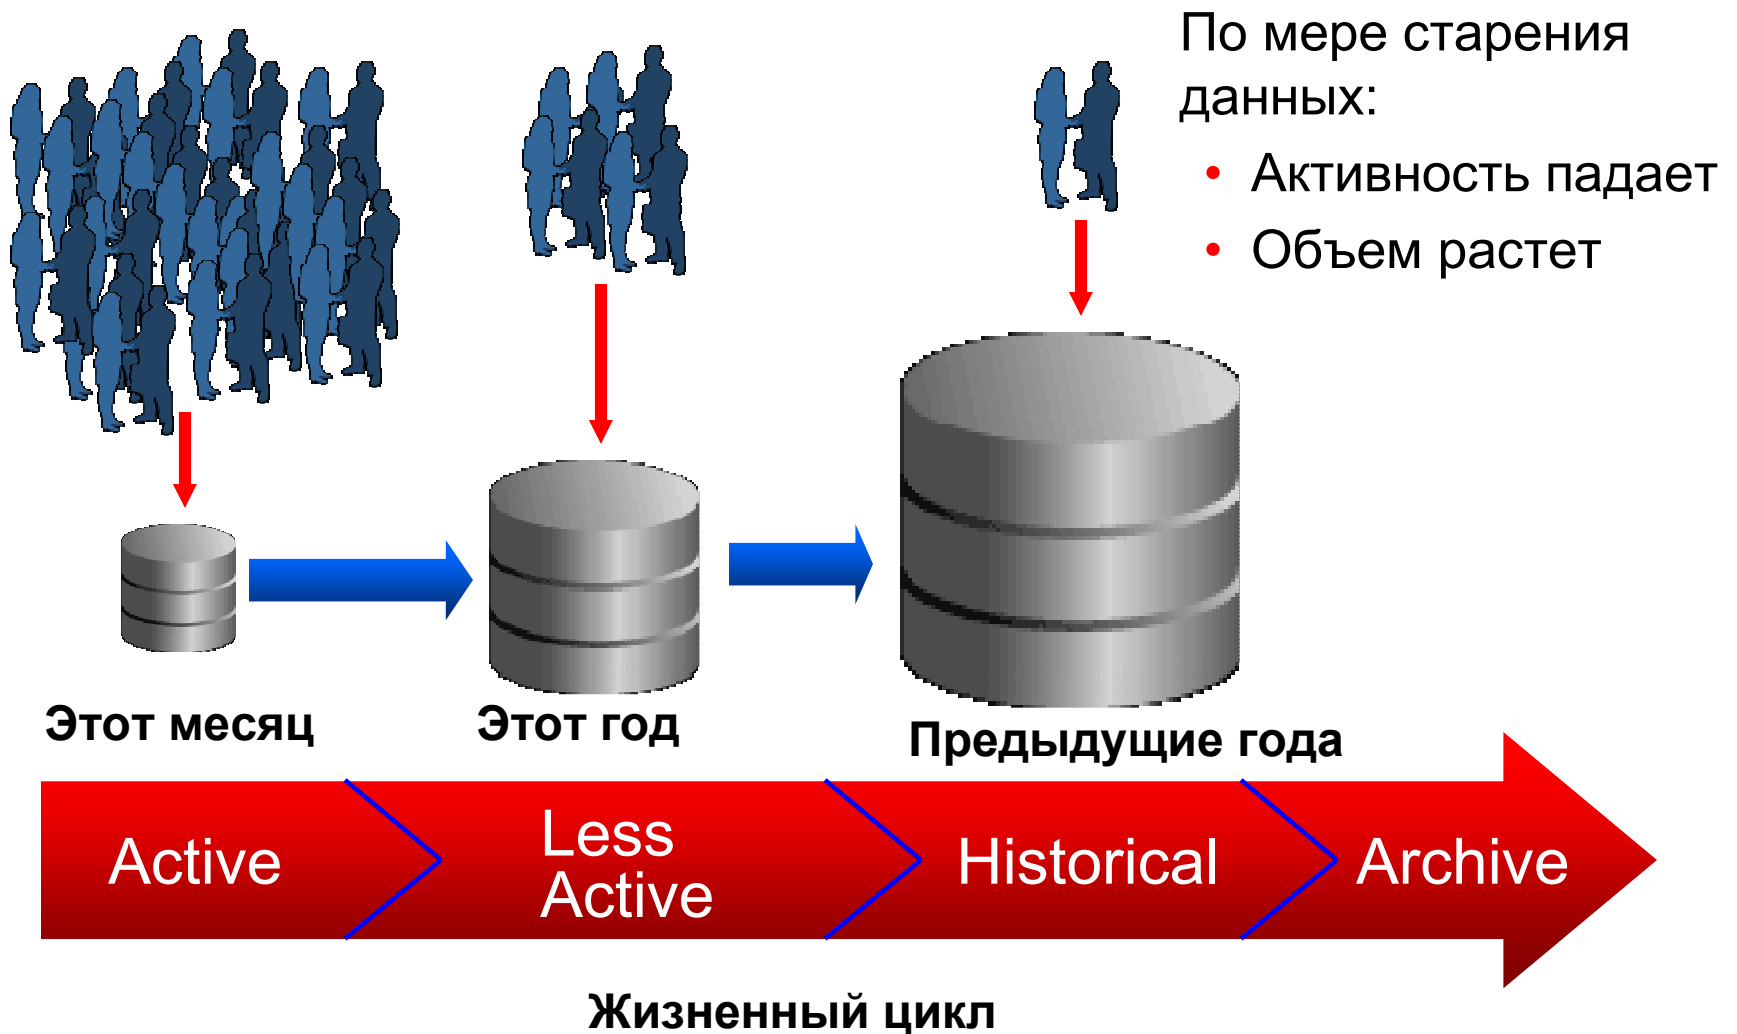 По мере старения
данных:
• Активность падает
• Объем растет
Этот месяц
Этот год
Предыдущие года
Active
Less
Active
Historical
Archive
Жизненный цикл